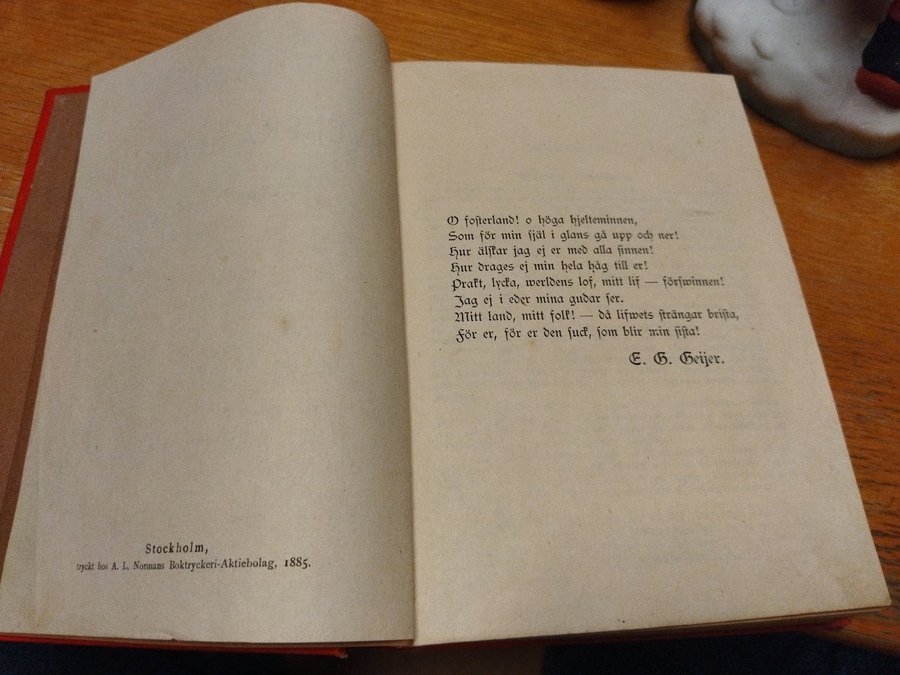 Stockholm,
tryckt hos A. L. Normans Boktryckeri-Aktiebolag, 1885.
O fosterland! o höga hjelteminnen,
Som för min själ i glans gå upp och ner!
Hur älskar jag ej er med alla sinnen!
Hur drages ej min hela håg till er!
Prakt, lycka, werldens lof, mitt lif — förswinnen!
Jag ej i eder mina gudar ser.
Mitt land, mitt folk! — då lifwets strängar brista,
För er, för er den suck, som blir min sista!
E. G. Geijer.